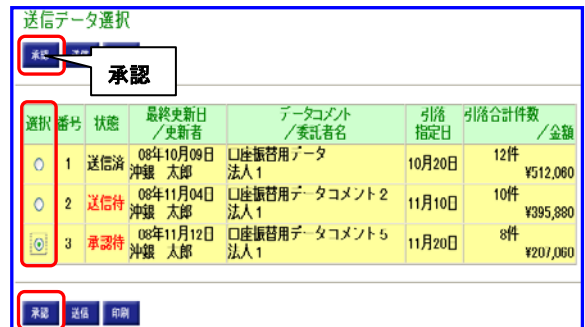 送信データ選択
承認
承認
選択 番号 状態 最終更新日 データコメント 引落 引落合計件数
/更新者 /委託者名 指定日 /金額
1 送信済 08年10月09日 口座振替用データ 10月20日 12件
沖銀 太郎 法人1 ¥512,060
2 送信待 08年11月04日 口座振替用データコメント2 11月10日 10件
沖銀 太郎 法人1 ¥395,880
3 承認待 08年11月12日 口座振替用データコメント5 11月20日 8件
沖銀 太郎 法人1 ¥207,060
承認 送信 印刷